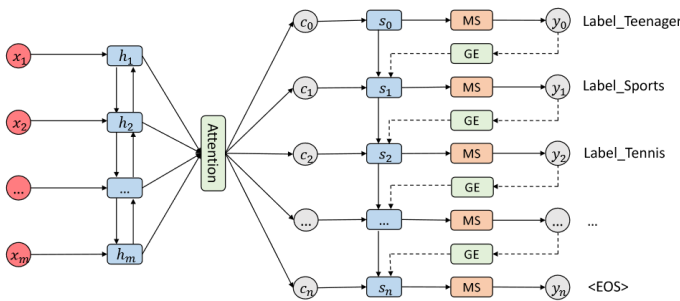 c₀ s₀ MS y₀ Label_Teenager
x₁ h₁ GE
c₁ s₁ MS y₁ Label_Sports
x₂ h₂ GE
Attention
c₂ s₂ MS y₂ Label_Tennis
... ... GE
... ... MS ... ...
xₘ hₘ GE
cₙ sₙ MS yₙ <EOS>